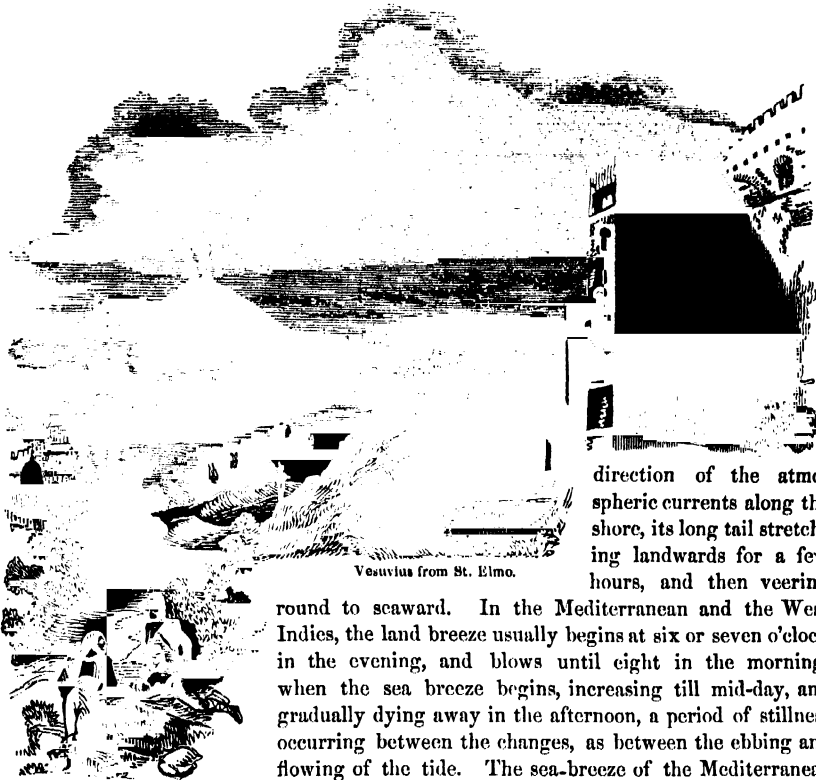 Vesuvius from St. Elmo.
direction of the atmo
spheric currents along th
shore, its long tail stretch
ing landwards for a fe
hours, and then veerin
round to seaward. In the Mediterranean and the Wes
Indies, the land breeze usually begins at six or seven o'cloc
in the evening, and blows until eight in the morning
when the sea breeze begins, increasing till mid-day, an
gradually dying away in the afternoon, a period of stillnes
occurring between the changes, as between the ebbing an
flowing of the tide. The sea-breeze of the Mediterranea